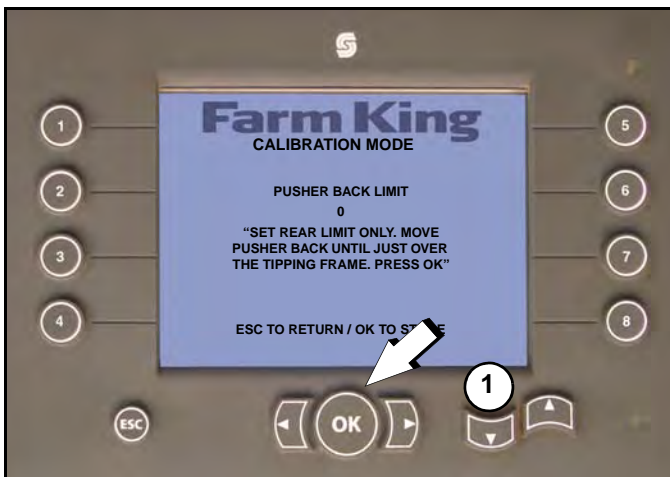 Farm King
CALIBRATION MODE
PUSHER BACK LIMIT
0
“SET REAR LIMIT ONLY. MOVE
PUSHER BACK UNTIL JUST OVER
THE TIPPING FRAME. PRESS OK”
ESC TO RETURN / OK TO
1
2
3
4
5
6
7
8
1
ESC
OK